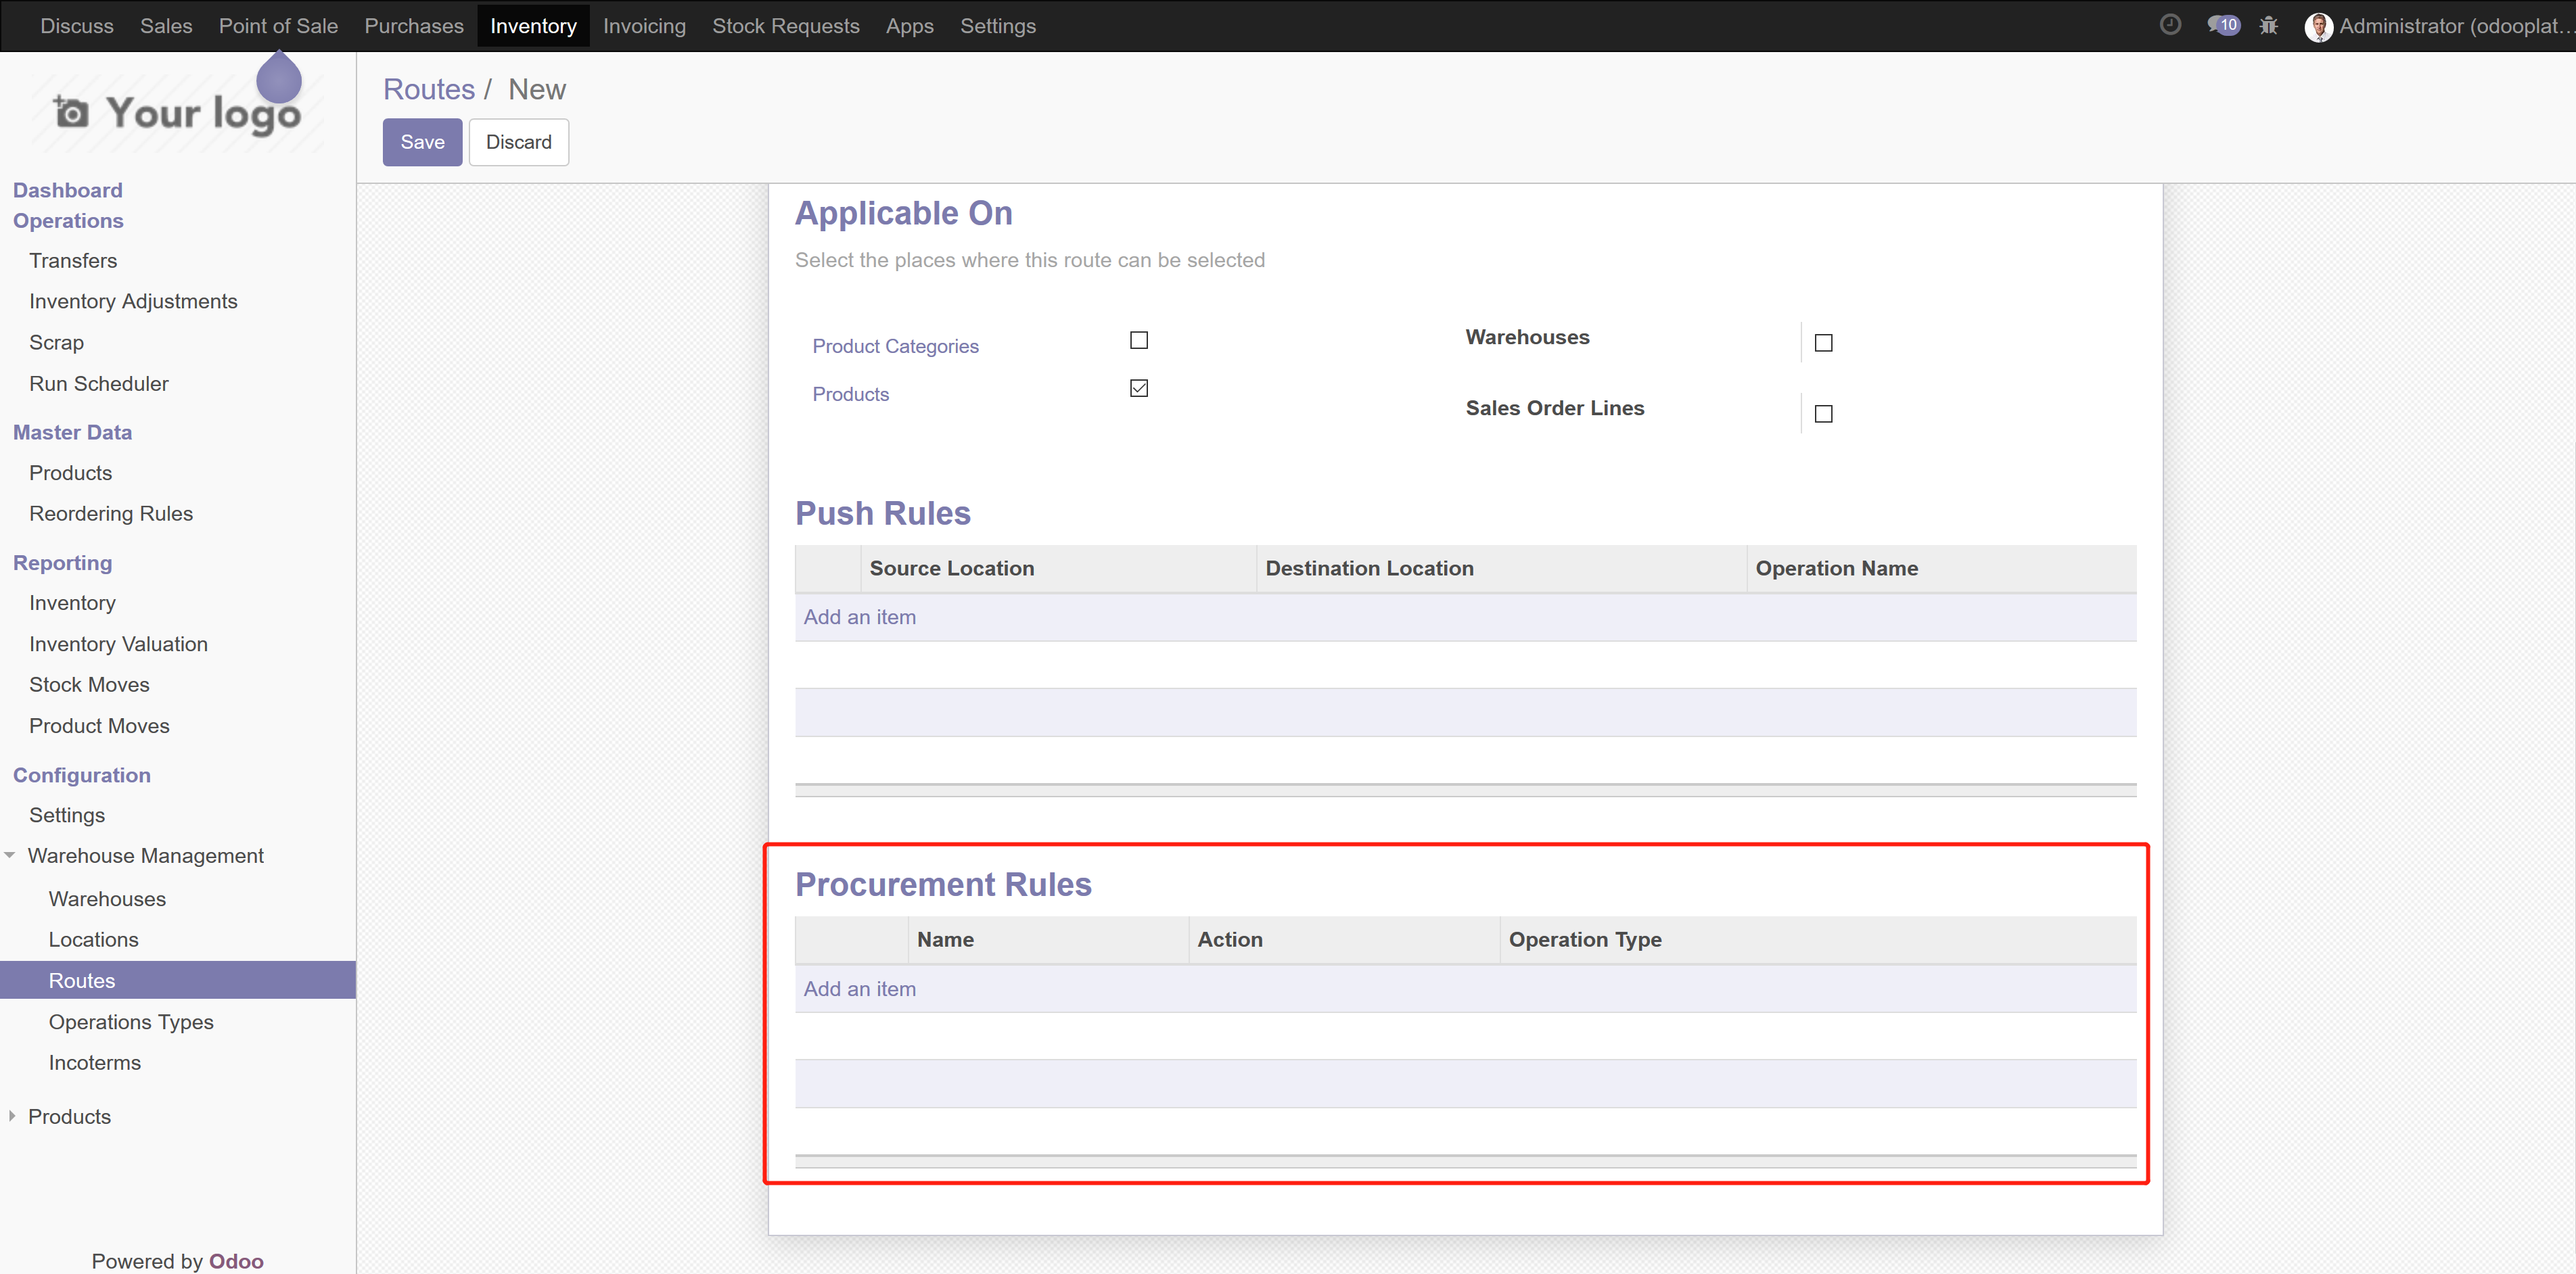 Discuss Sales Point of Sale Purchases Inventory Invoicing Stock Requests Apps Settings 10 Administrator (odooplat...
Your logo
Routes / New
Save Discard
Dashboard
Operations
Transfers
Inventory Adjustments
Scrap
Run Scheduler
Master Data
Products
Reordering Rules
Reporting
Inventory
Inventory Valuation
Stock Moves
Product Moves
Configuration
Settings
Warehouse Management
Warehouses
Locations
Routes
Operations Types
Incoterms
Products
Powered by Odoo
Applicable On
Select the places where this route can be selected
Product Categories
Products
Warehouses
Sales Order Lines
Push Rules
Source Location Destination Location Operation Name
Add an item
Procurement Rules
Name Action Operation Type
Add an item